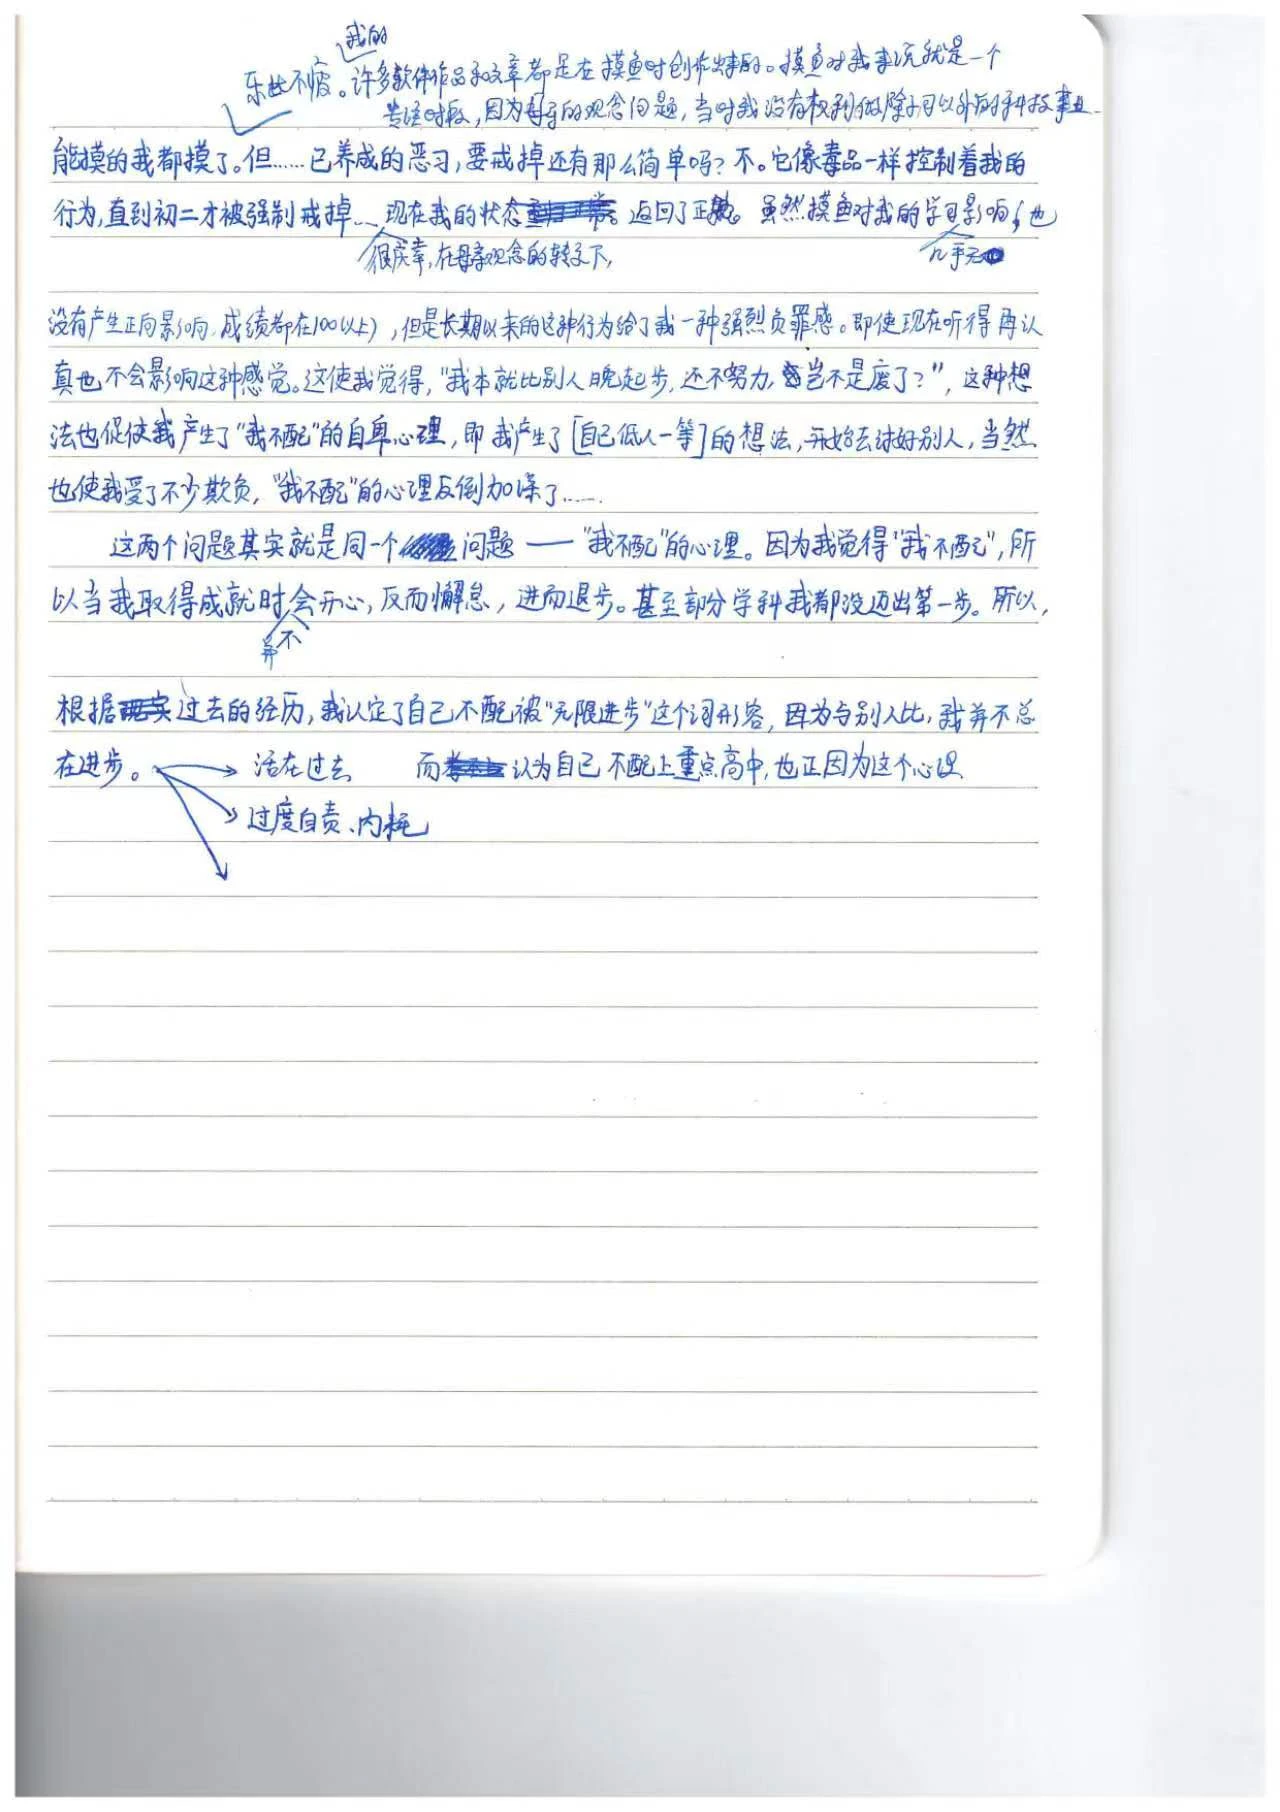 我的
乐此不疲。许多软件作品和文章都是在摸鱼时创作出来的。摸鱼对我来说就是一个
时段，因为母亲的观念问题，当时我没有权利做除学习以外的科技事业
能摸的我都摸了。但……已养成的恶习，要戒掉还有那么简单吗？不。它像毒品一样控制着我的
行为，直到初二才被强制戒掉…现在我的状态返回了正轨。虽然摸鱼对我的学习影响（也
很庆幸，在母亲观念的转变下，
几乎无
没有产生正向影响，成绩都在100以上），但是长期以来的这种行为给了我一种强烈负罪感。即使现在听得再认
真也不会影响这种感觉。这使我觉得，“我本就比别人晚起步，还不努力，岂不是废了？”，这种想
法也促使我产生了“我不配”的自卑心理，即我产生了[自己低人一等]的想法，开始去讨好别人，当然
也使我受了不少欺负，“我不配”的心理反倒加深了……
这两个问题其实就是同一个问题——“我不配”的心理。因为我觉得“我不配”，所
以当我取得成就时会开心，反而懈怠，进而退步。甚至部分学科我都没迈出第一步。所以，
并不
根据过去的经历，我认定了自己不配被“无限进步”这个词形容，因为与别人比，我并不总
在进步。 活在过去 而认为自己不配上重点高中，也正因为这个心理
过度自责、内耗